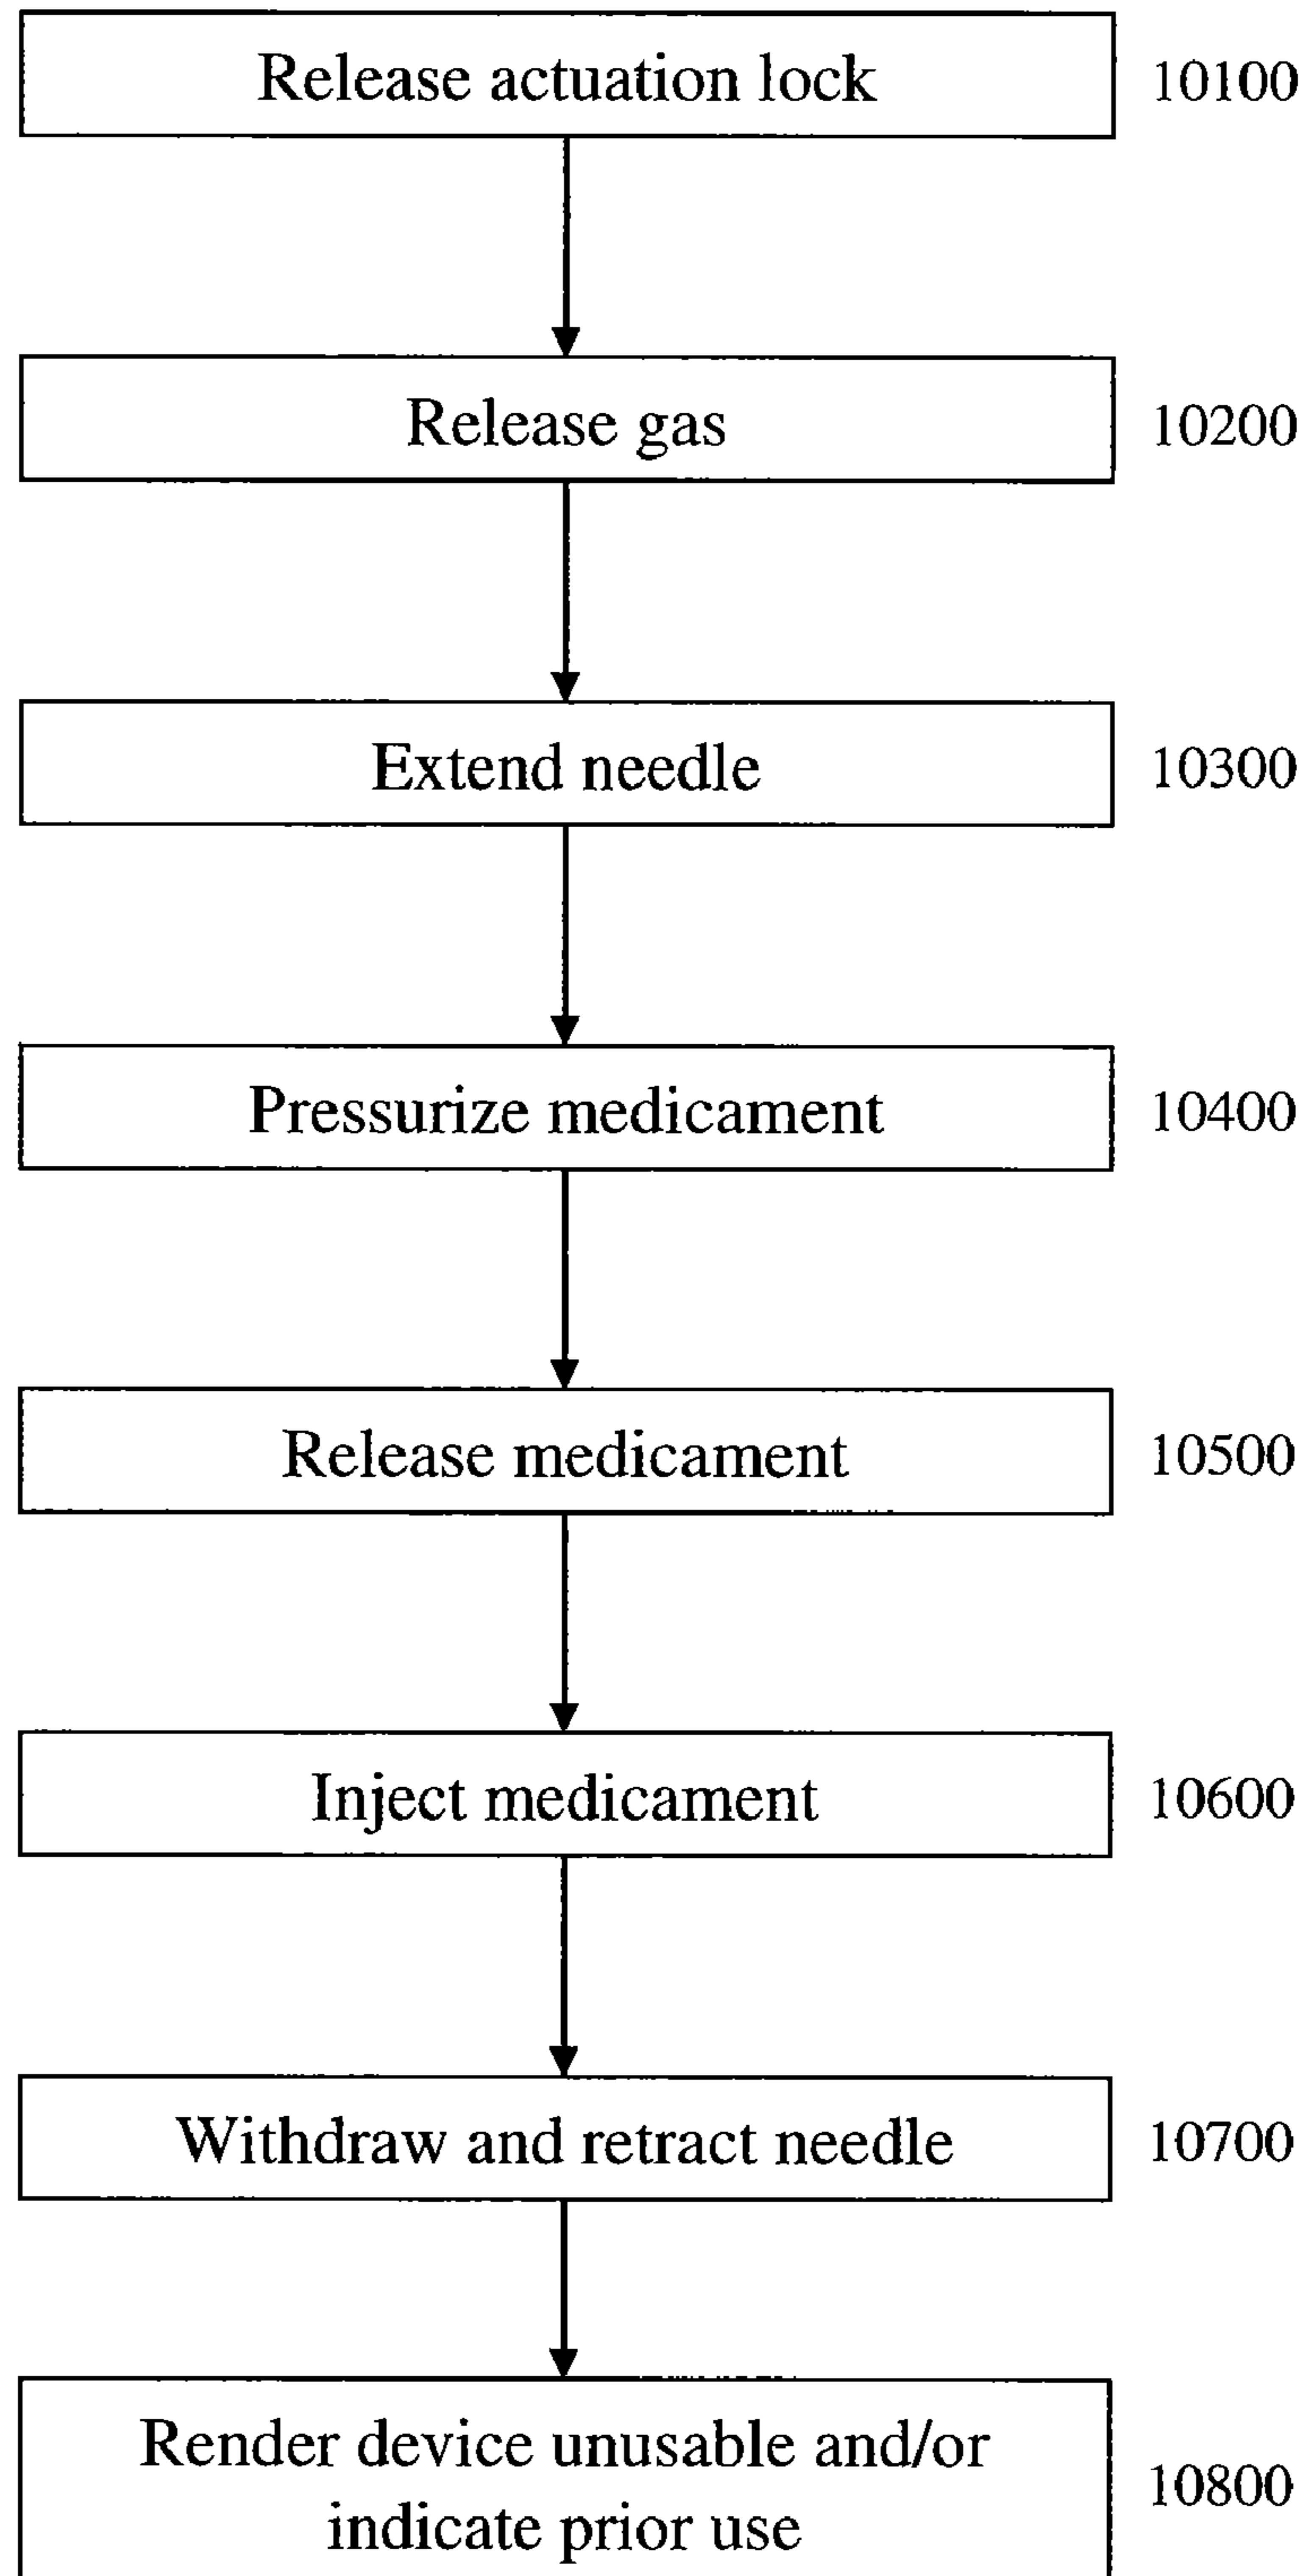 Release actuation lock 10100
Release gas 10200
Extend needle 10300
Pressurize medicament 10400
Release medicament 10500
Inject medicament 10600
Withdraw and retract needle 10700
Render device unusable and/or
indicate prior use
10800